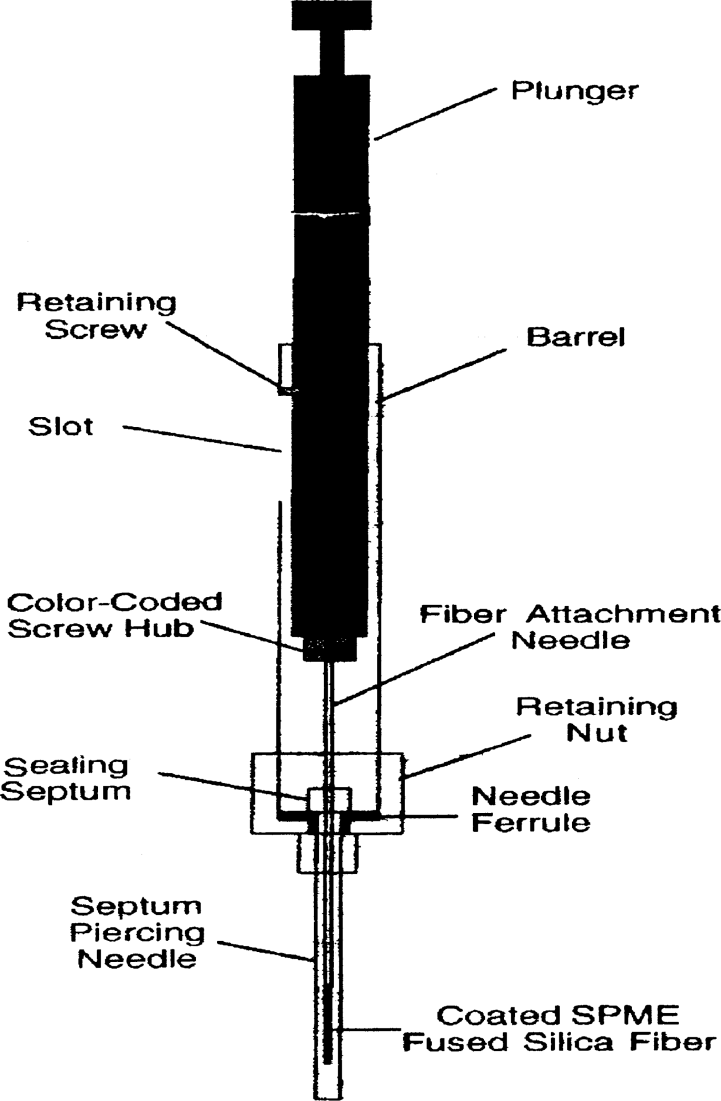 Plunger
Retaining
Screw
Barrel
Slot
Color-Coded
Screw Hub
Fiber Attachment
Needle
Retaining
Nut
Sealing
Septum
Needle
Ferrule
Septum
Piercing
Needle
Coated SPME
Fused Silica Fiber